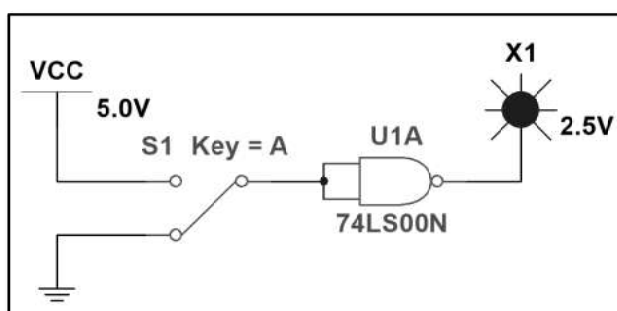 VCC
5.0V
S1 Key = A
U1A
74LS00N
X1
2.5V